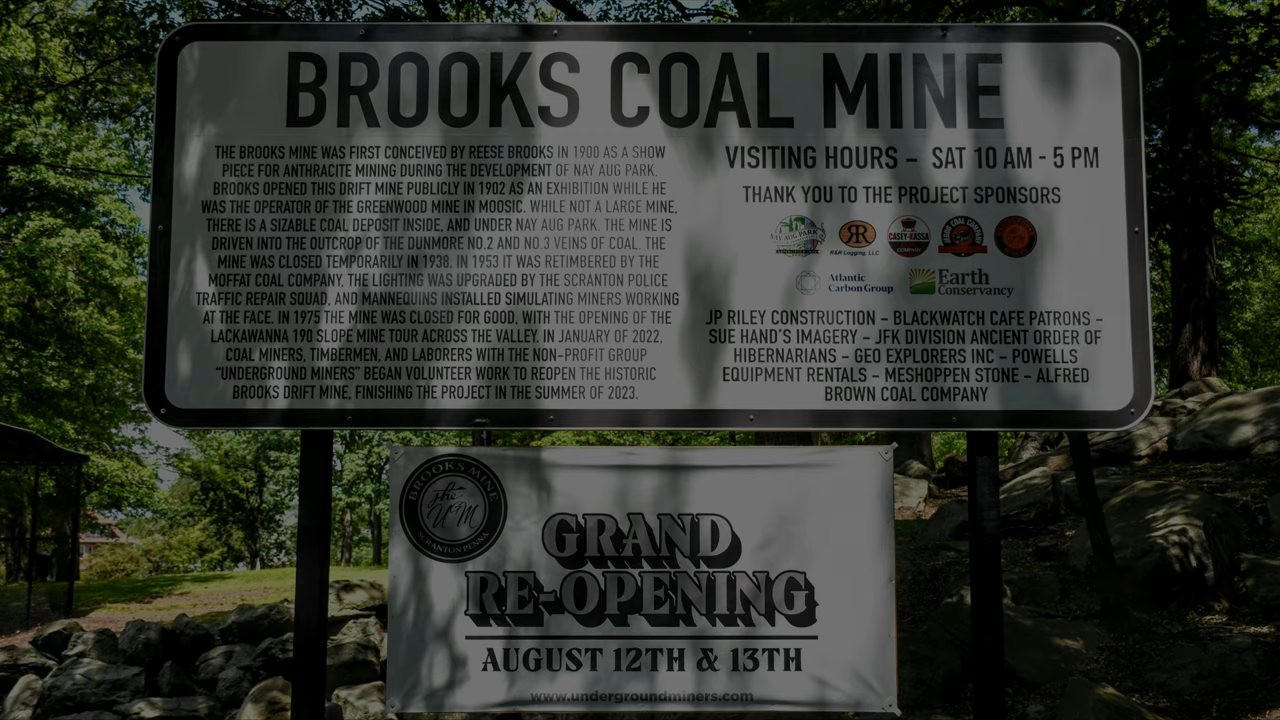 BROOKS COAL MINE
THE BROOKS MINE WAS FIRST CONCEIVED BY REESE BROOKS IN 1900 AS A SHOW
PIECE FOR ANTHRACITE MINING DURING THE DEVELOPMENT OF NAY AUG PARK.
BROOKS OPENED THIS DRIFT MINE PUBLICLY IN 1902 AS AN EXHIBITION WHILE HE
WAS THE OPERATOR OF THE GREENWOOD MINE IN MOOSIC. WHILE NOT A LARGE MINE,
THERE IS A SIZABLE COAL DEPOSIT INSIDE, AND UNDER NAY AUG PARK. THE MINE IS
DRIVEN INTO THE OUTCROP OF THE DUNMORE NO.2 AND NO.3 VEINS OF COAL. THE
MINE WAS CLOSED TEMPORARILY IN 1938. IN 1953 IT WAS RETIMBERED BY THE
MOFFAT COAL COMPANY. THE LIGHTING WAS UPGRADED BY THE SCRANTON POLICE
TRAFFIC REPAIR SQUAD, AND MANNEQUINS INSTALLED SIMULATING MINERS WORKING
AT THE FACE. IN 1975 THE MINE WAS CLOSED FOR GOOD, WITH THE OPENING OF THE
LACKAWANNA 190 SLOPE MINE TOUR ACROSS THE VALLEY. IN JANUARY OF 2022,
COAL MINERS, TIMBERMEN, AND LABORERS WITH THE NON-PROFIT GROUP
"UNDERGROUND MINERS" BEGAN VOLUNTEER WORK TO REOPEN THE HISTORIC
BROOKS DRIFT MINE, FINISHING THE PROJECT IN THE SUMMER OF 2023.
VISITING HOURS – SAT 10 AM - 5 PM
THANK YOU TO THE PROJECT SPONSORS
NAY AUG PARK
RR
R&R Logging, LLC
CASEY-KASSA
COMPANY
Atlantic
Carbon Group
Earth
Conservancy
JP RILEY CONSTRUCTION – BLACKWATCH CAFE PATRONS –
SUE HAND'S IMAGERY – JFK DIVISION ANCIENT ORDER OF
HIBERNARIANS – GEO EXPLORERS INC – POWELLS
EQUIPMENT RENTALS – MESHOPPEN STONE – ALFRED
BROWN COAL COMPANY
BROOKS MINE
The
UM
SCRANTON PENNA
GRAND
RE-OPENING
AUGUST 12TH & 13TH
www.undergroundminers.com